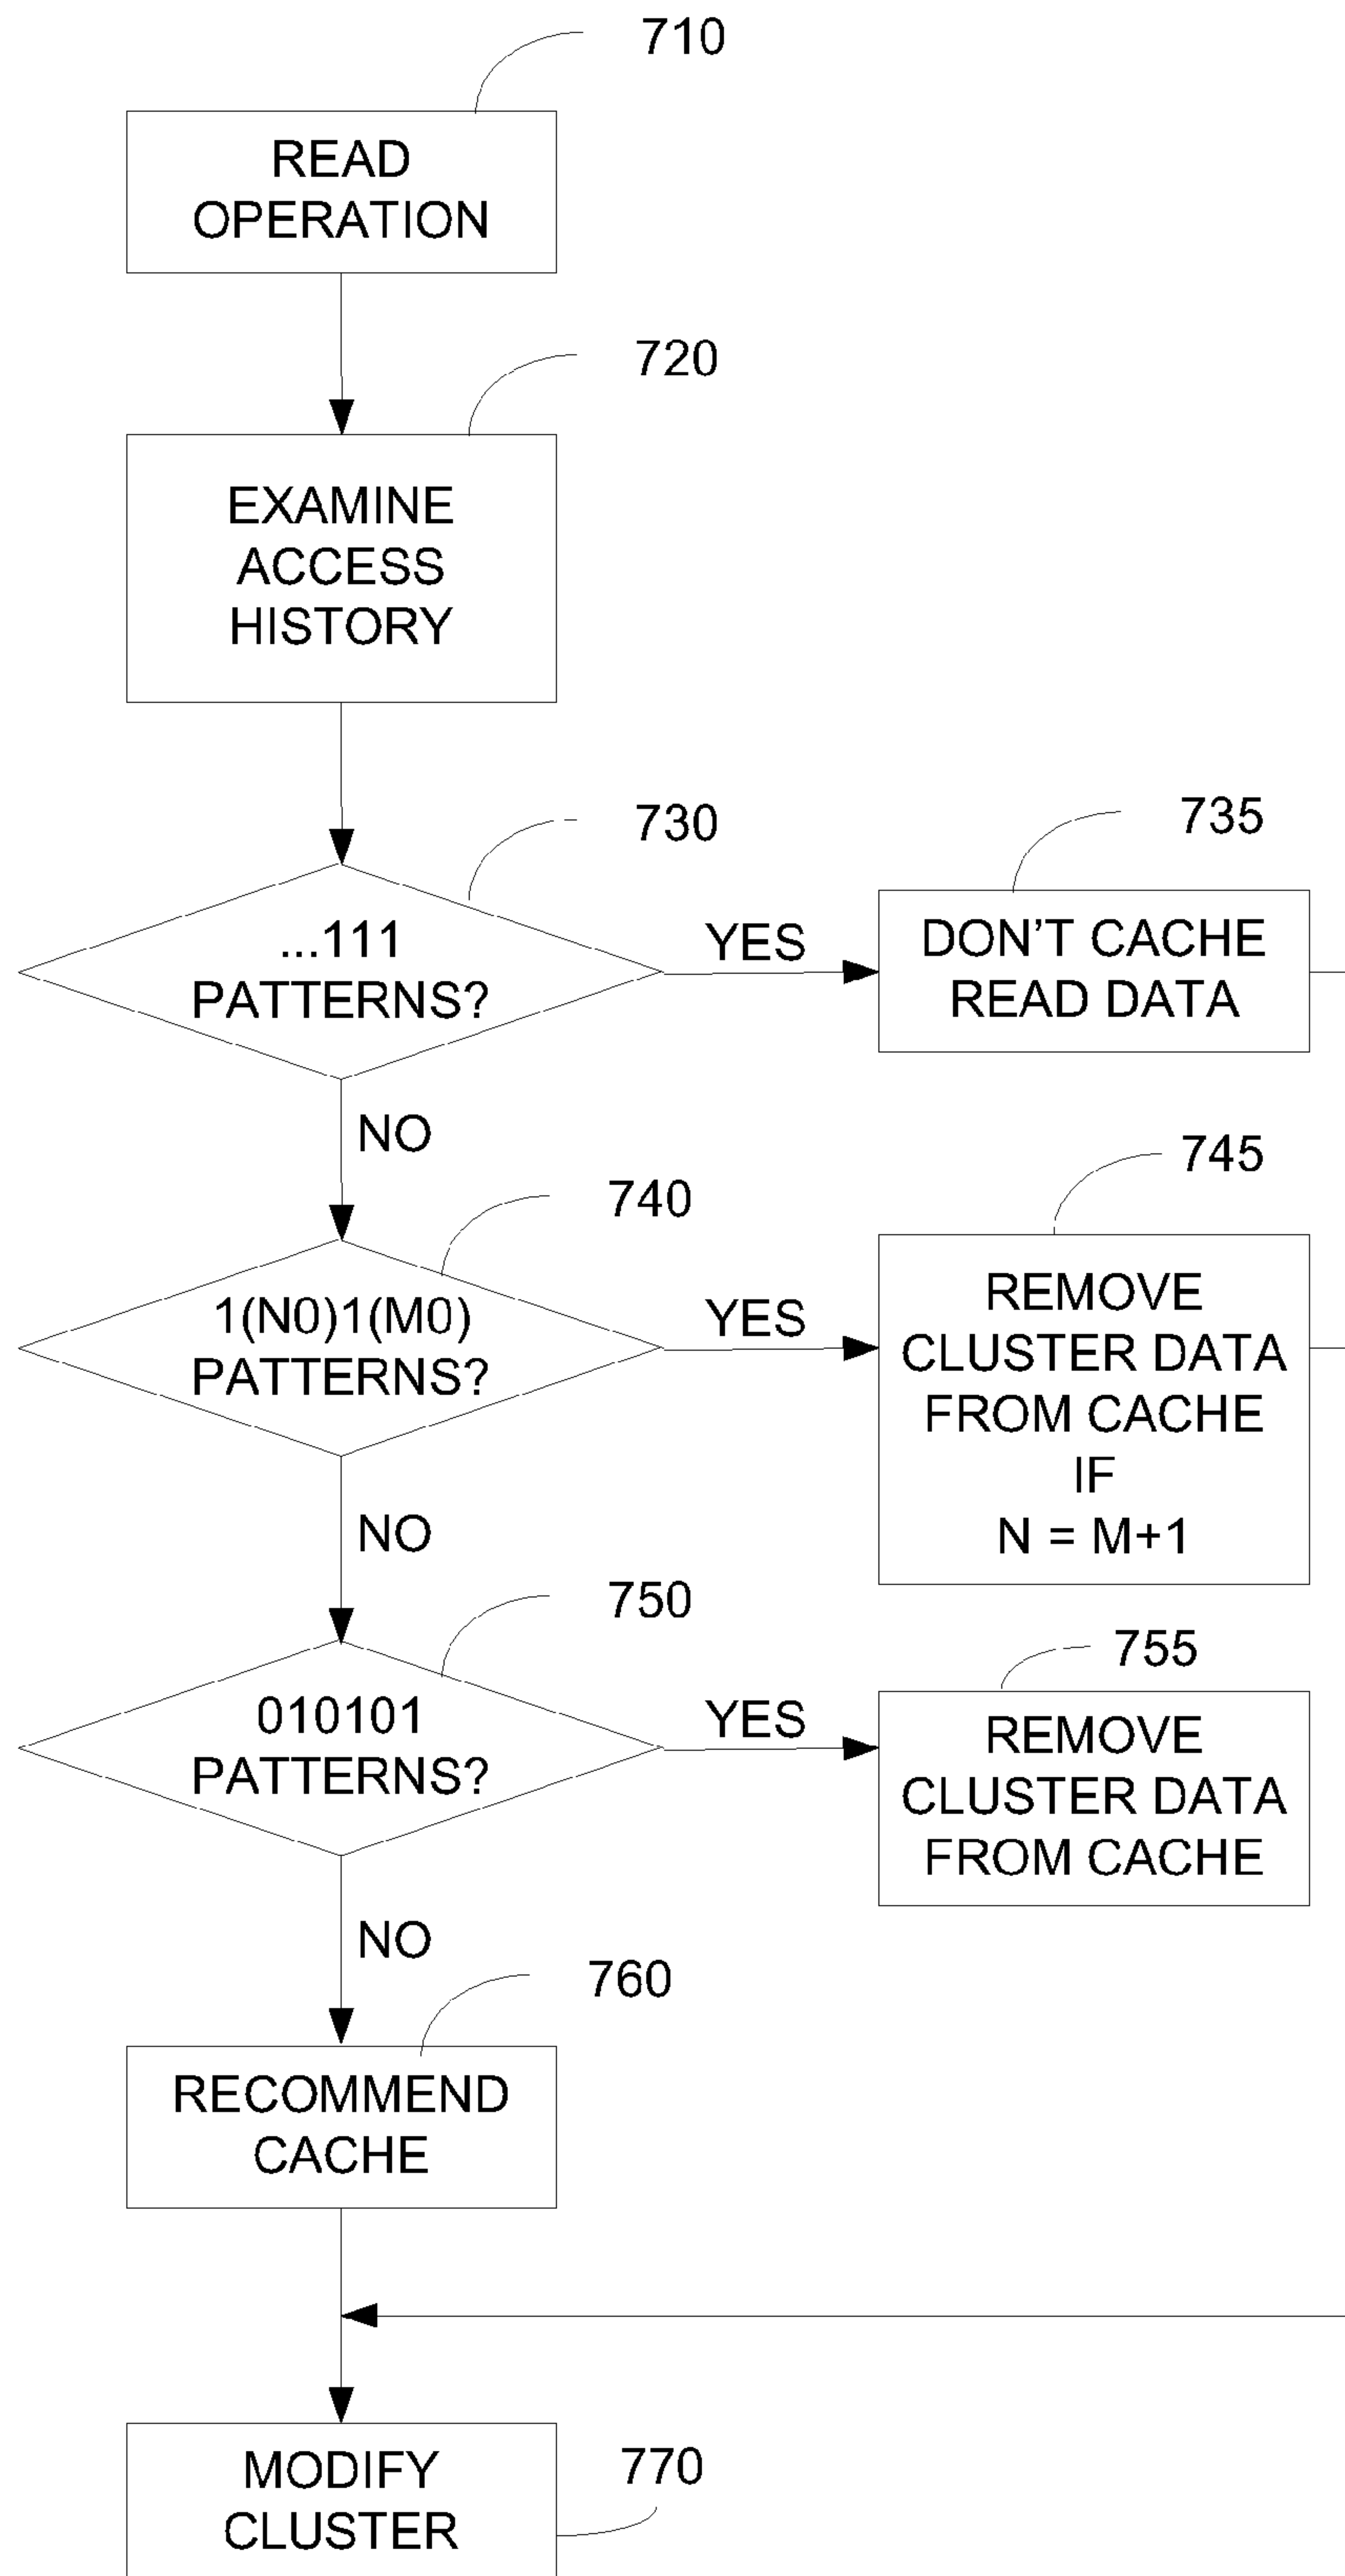 710
READ
OPERATION
720
EXAMINE
ACCESS
HISTORY
730
...111
PATTERNS?
YES
735
DON'T CACHE
READ DATA
NO
740
1(N0)1(M0)
PATTERNS?
YES
745
REMOVE
CLUSTER DATA
FROM CACHE
IF
N = M+1
NO
750
010101
PATTERNS?
YES
755
REMOVE
CLUSTER DATA
FROM CACHE
NO
760
RECOMMEND
CACHE
MODIFY
CLUSTER
770